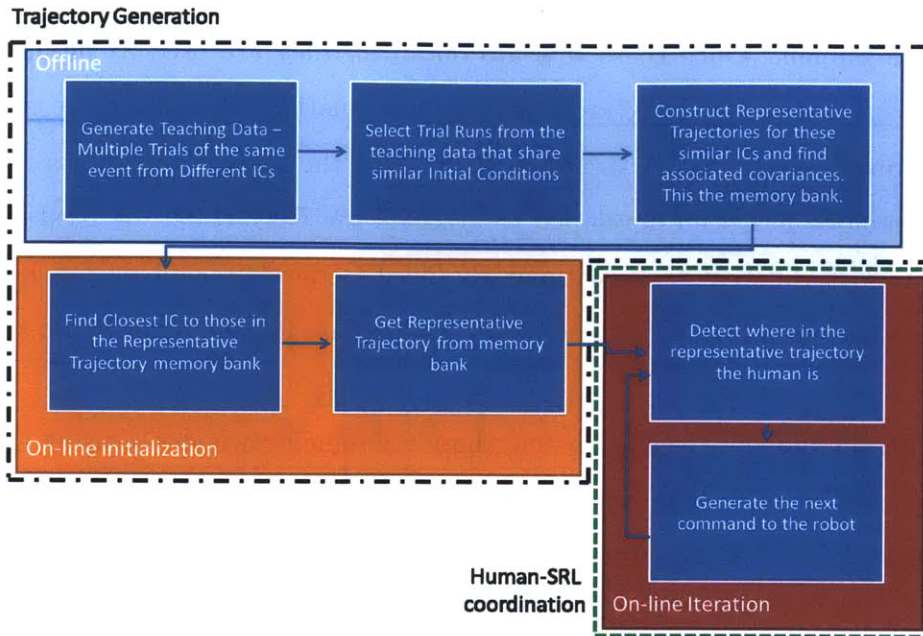 Trajectory Generation
Offline
Generate Teaching Data –
Multiple Trials of the same
event from Different ICs
Select Trial Runs from the
teaching data that share
similar Initial Conditions
Construct Representative
Trajectories for these
similar ICs and find
associated covariances.
This the memory bank.
Find Closest IC to those in
the Representative
Trajectory memory bank
Get Representative
Trajectory from memory
bank
On-line initialization
Detect where in the
representative trajectory
the human is
Generate the next
command to the robot
Human-SRL
coordination
On-line Iteration